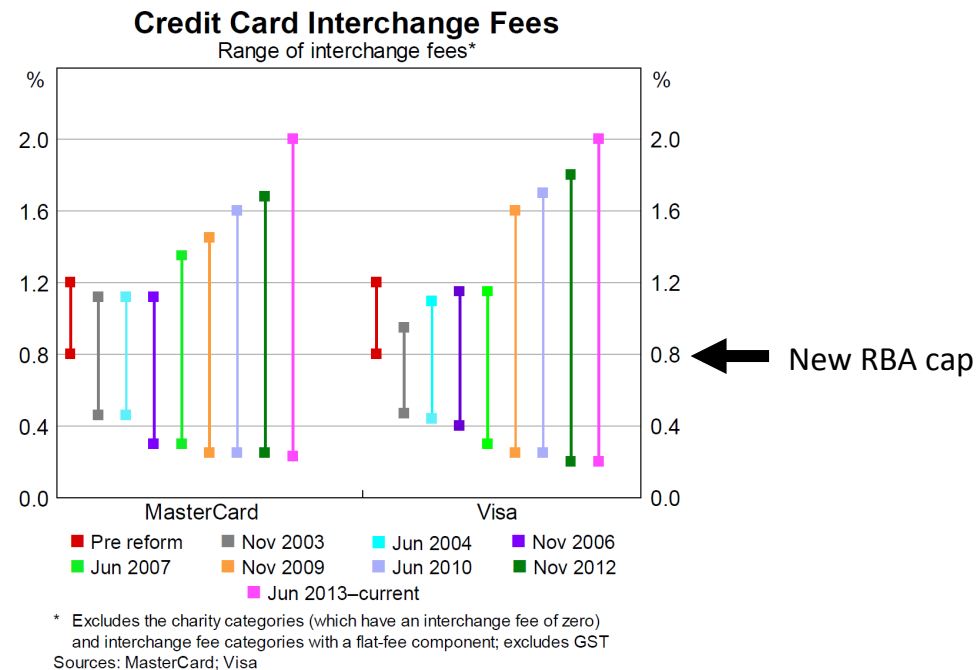 Credit Card Interchange Fees
Range of interchange fees*
% %
2.0 2.0
1.6 1.6
1.2 1.2
0.8 0.8 New RBA cap
0.4 0.4
0.0 0.0
MasterCard Visa
Pre reform Nov 2003 Jun 2004 Nov 2006
Jun 2007 Nov 2009 Jun 2010 Nov 2012
Jun 2013–current
* Excludes the charity categories (which have an interchange fee of zero)
and interchange fee categories with a flat-fee component; excludes GST
Sources: MasterCard; Visa